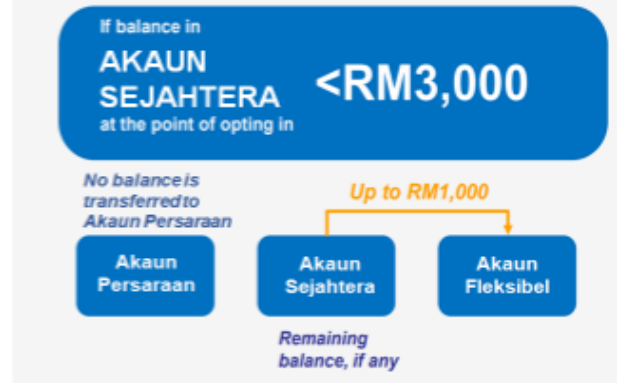 If balance in
AKAUN
SEJAHTERA
at the point of opting in
<RM3,000
No balance is
transferred to
Akaun Persaraan
Up to RM1,000
Akaun
Persaraan
Akaun
Sejahtera
Akaun
Fleksibel
Remaining
balance, if any